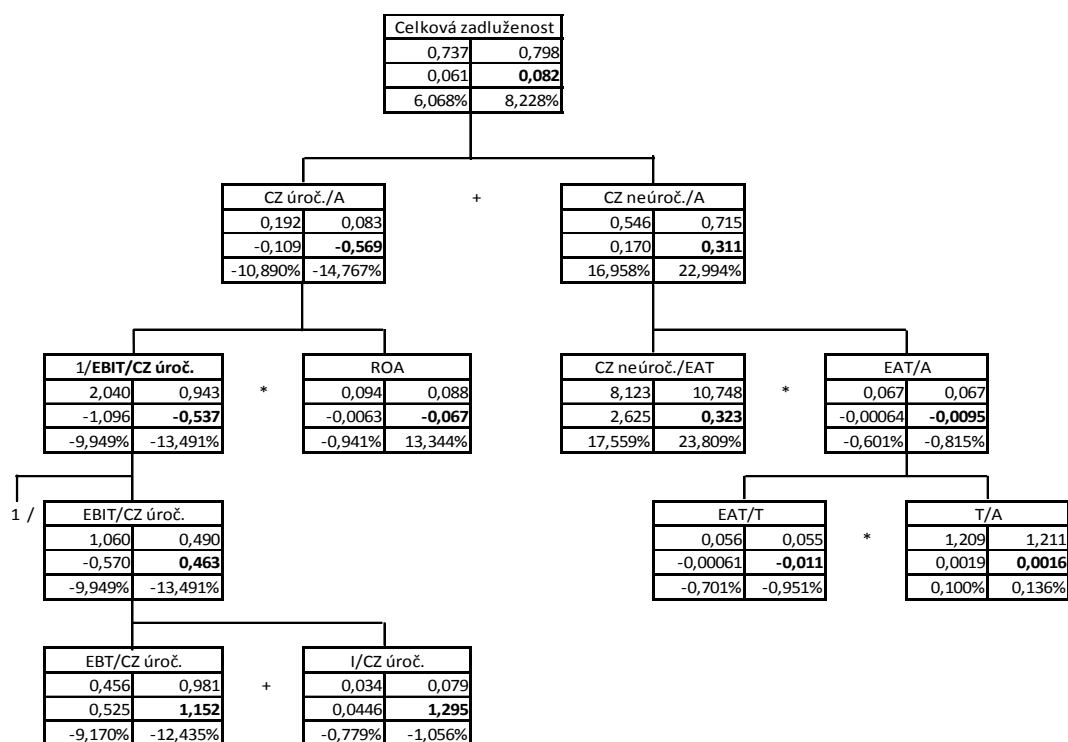 Celková zadluženost
0,737 0,798
0,061 0,082
6,068% 8,228%
CZ úroč./A + CZ neúroč./A
0,192 0,083 0,546 0,715
-0,109 -0,569 0,170 0,311
-10,890% -14,767% 16,958% 22,994%
1/EBIT/CZ úroč. ROA CZ neúroč./EAT EAT/A
2,040 0,943 * 0,094 0,088 8,123 10,748 * 0,067 0,067
-1,096 -0,537 -0,0063 -0,067 2,625 0,323 -0,00064 -0,0095
-9,949% -13,491% -0,941% 13,344% 17,559% 23,809% -0,601% -0,815%
1 / EBIT/CZ úroč. EAT/T T/A
1,060 0,490 0,056 0,055 * 1,209 1,211
-0,570 0,463 -0,00061 -0,011 0,0019 0,0016
-9,949% -13,491% -0,701% -0,951% 0,100% 0,136%
EBT/CZ úroč. I/CZ úroč.
0,456 0,981 + 0,034 0,079
0,525 1,152 0,0446 1,295
-9,170% -12,435% -0,779% -1,056%